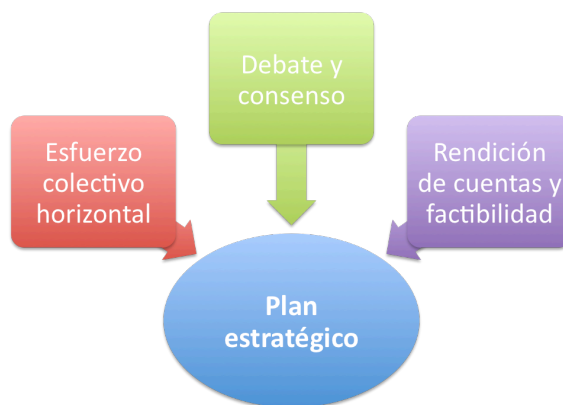 Debate y
consenso
Esfuerzo
colectivo
horizontal
Rendición
de cuentas y
factibilidad
Plan
estratégico